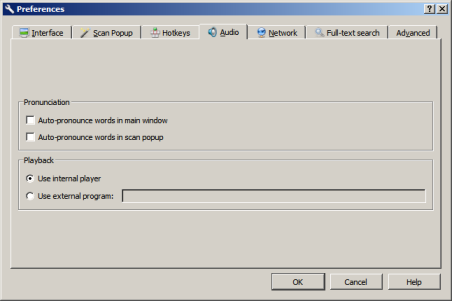 Preferences
Interface
Scan Popup
Hotkeys
Audio
Network
Full-text search
Advanced
Pronunciation
Auto-pronounce words in main window
Auto-pronounce words in scan popup
Playback
Use internal player
Use external program:
OK
Cancel
Help